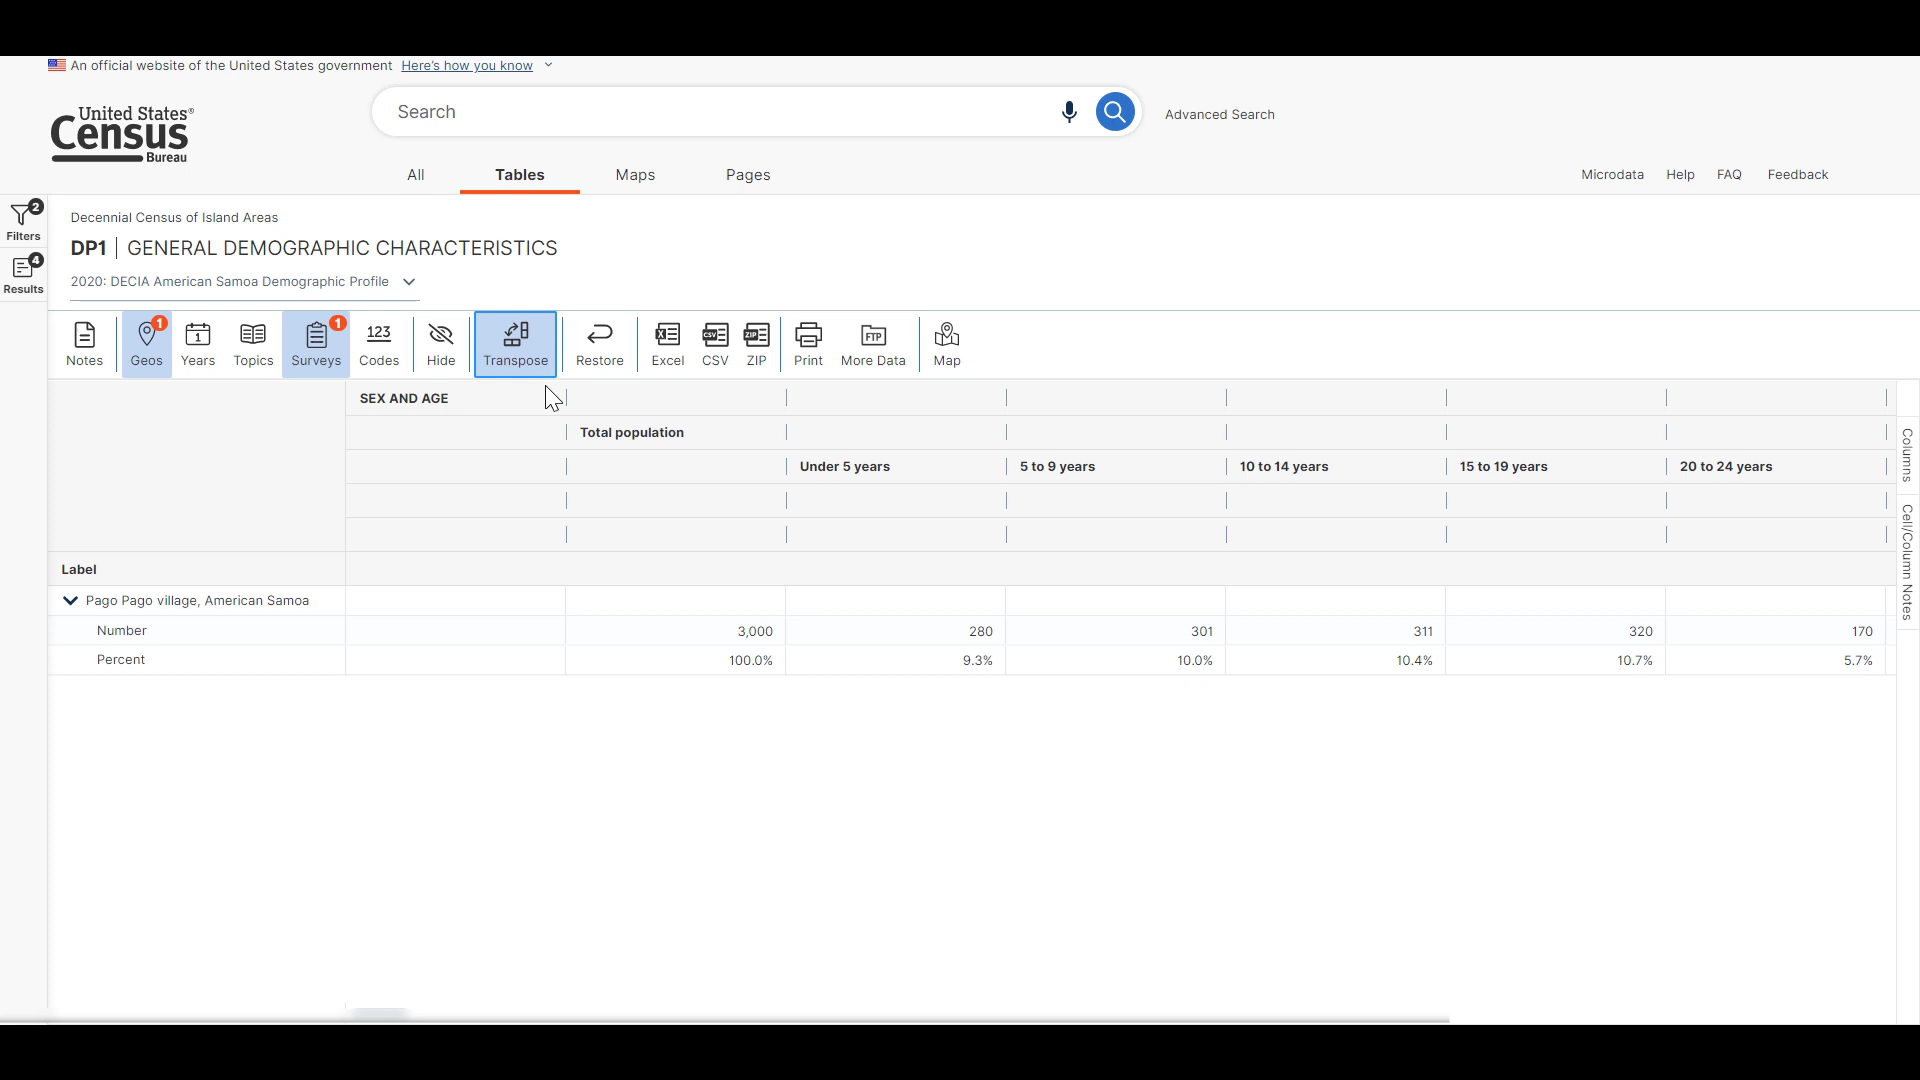 An official website of the United States government Here's how you know
United States®
Census
Bureau
Search
Advanced Search
All Tables Maps Pages
Microdata Help FAQ Feedback
2
Filters
4
Results
Decennial Census of Island Areas
DP1 | GENERAL DEMOGRAPHIC CHARACTERISTICS
2020: DECIA American Samoa Demographic Profile
1 1 1 123 X CSV ZIP FTP
Notes Geos Years Topics Surveys Codes Hide Transpose Restore Excel CSV ZIP Print More Data Map
SEX AND AGE
Total population
Under 5 years 5 to 9 years 10 to 14 years 15 to 19 years 20 to 24 years
Label
Pago Pago village, American Samoa
Number 3,000 280 301 311 320 170
Percent 100.0% 9.3% 10.0% 10.4% 10.7% 5.7%
Columns
Cell/Column Notes